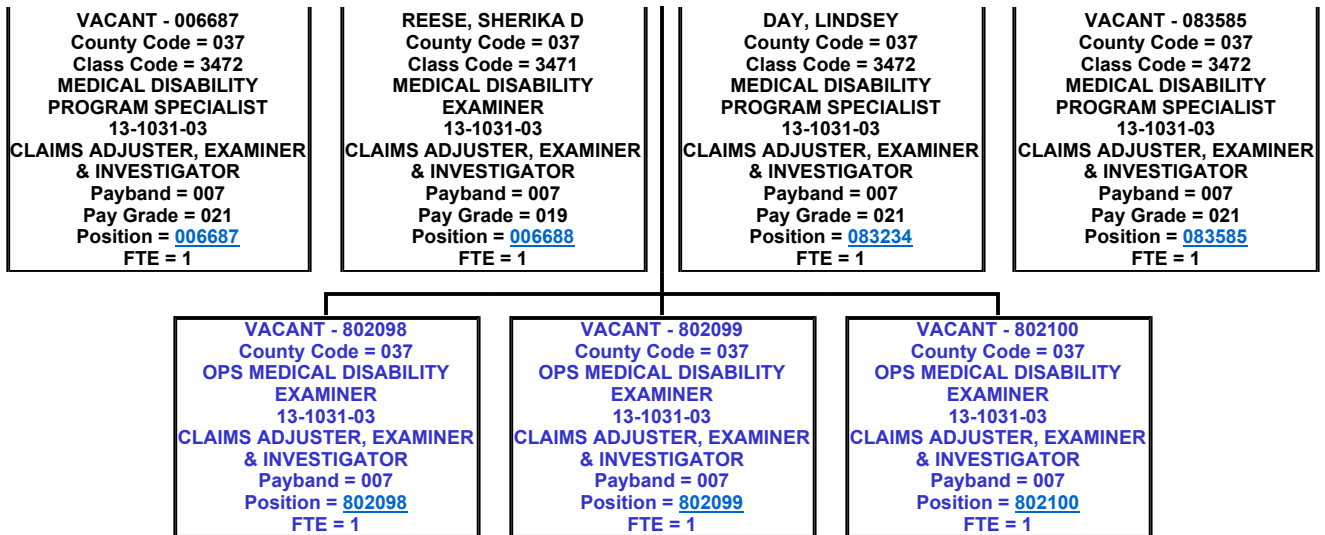 VACANT - 006687
County Code = 037
Class Code = 3472
MEDICAL DISABILITY
PROGRAM SPECIALIST
13-1031-03
CLAIMS ADJUSTER, EXAMINER
& INVESTIGATOR
Payband = 007
Pay Grade = 021
Position = 006687
FTE = 1
REESE, SHERIKA D
County Code = 037
Class Code = 3471
MEDICAL DISABILITY
EXAMINER
13-1031-03
CLAIMS ADJUSTER, EXAMINER
& INVESTIGATOR
Payband = 007
Pay Grade = 019
Position = 006688
FTE = 1
DAY, LINDSEY
County Code = 037
Class Code = 3472
MEDICAL DISABILITY
PROGRAM SPECIALIST
13-1031-03
CLAIMS ADJUSTER, EXAMINER
& INVESTIGATOR
Payband = 007
Pay Grade = 021
Position = 083234
FTE = 1
VACANT - 083585
County Code = 037
Class Code = 3472
MEDICAL DISABILITY
PROGRAM SPECIALIST
13-1031-03
CLAIMS ADJUSTER, EXAMINER
& INVESTIGATOR
Payband = 007
Pay Grade = 021
Position = 083585
FTE = 1
VACANT - 802098
County Code = 037
OPS MEDICAL DISABILITY
EXAMINER
13-1031-03
CLAIMS ADJUSTER, EXAMINER
& INVESTIGATOR
Payband = 007
Position = 802098
FTE = 1
VACANT - 802099
County Code = 037
OPS MEDICAL DISABILITY
EXAMINER
13-1031-03
CLAIMS ADJUSTER, EXAMINER
& INVESTIGATOR
Payband = 007
Position = 802099
FTE = 1
VACANT - 802100
County Code = 037
OPS MEDICAL DISABILITY
EXAMINER
13-1031-03
CLAIMS ADJUSTER, EXAMINER
& INVESTIGATOR
Payband = 007
Position = 802100
FTE = 1